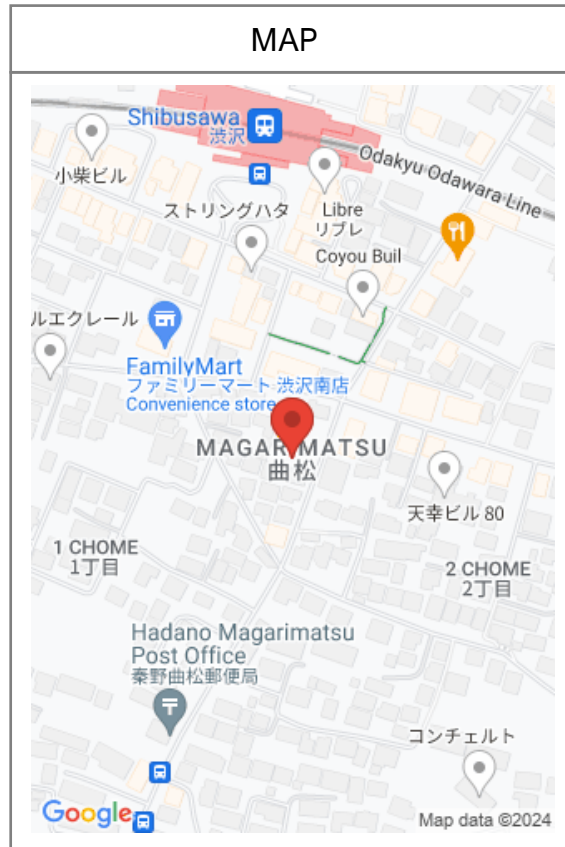 MAP
Shibusawa
渋沢
Odakyu Odawara Line
小柴ビル
ストリングハタ
Libre
リブレ
Coyou Buil
ルエクレール
FamilyMart
ファミリーマート 渋沢南店
Convenience store
MAGARIMATSU
曲松
天幸ビル 80
1 CHOME
1丁目
2 CHOME
2丁目
Hadano Magarimatsu
Post Office
秦野曲松郵便局
コンチェルト
Google
Map data ©2024